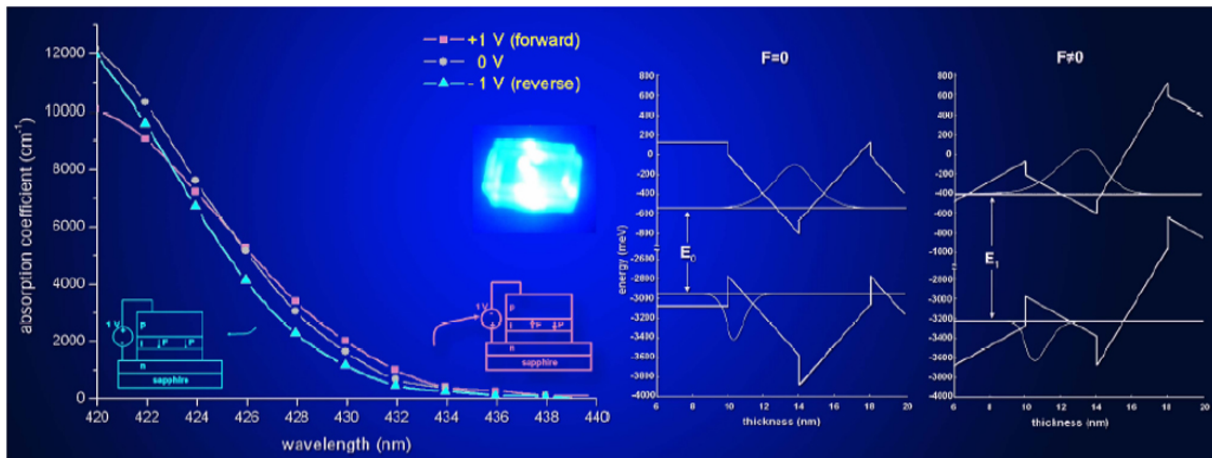 absorption coefficient (cm⁻¹)
12000
10000
8000
6000
4000
2000
0
+1 V (forward)
0 V
- 1 V (reverse)
1 V
p
i
F
P
n
sapphire
1 V
p
i
F
P
n
sapphire
420 422 424 426 428 430 432 434 436 438 440
wavelength (nm)
F=0
energy (meV)
800
600
400
200
0
-200
-400
-600
-800
-2600
-2800
-3000
-3200
-3400
-3600
-3800
-4000
E₀
6 8 10 12 14 16 18 20
thickness (nm)
F≠0
800
600
400
200
0
-200
-400
-600
-800
-1000
-3000
-3200
-3400
-3600
-3800
-4000
E₁
6 8 10 12 14 16 18 20
thickness (nm)